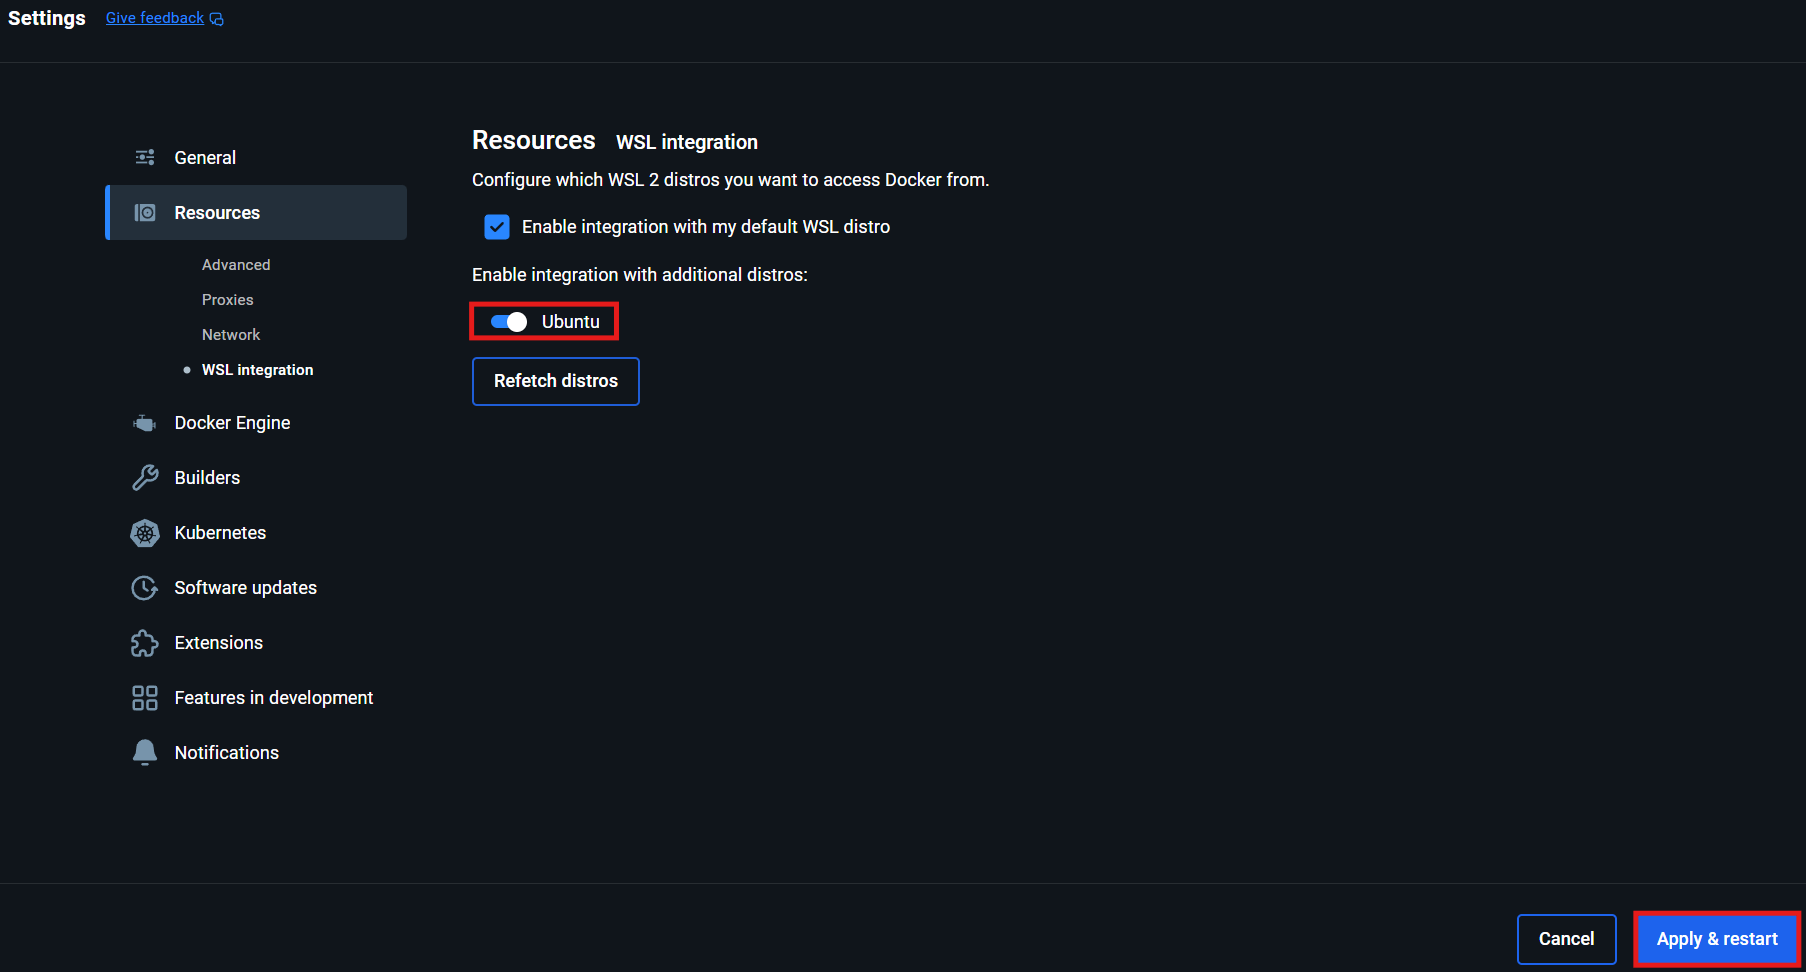 Settings Give feedback
General
Resources
Advanced
Proxies
Network
WSL integration
Docker Engine
Builders
Kubernetes
Software updates
Extensions
Features in development
Notifications
Resources WSL integration
Configure which WSL 2 distros you want to access Docker from.
Enable integration with my default WSL distro
Enable integration with additional distros:
Ubuntu
Refetch distros
Cancel Apply & restart